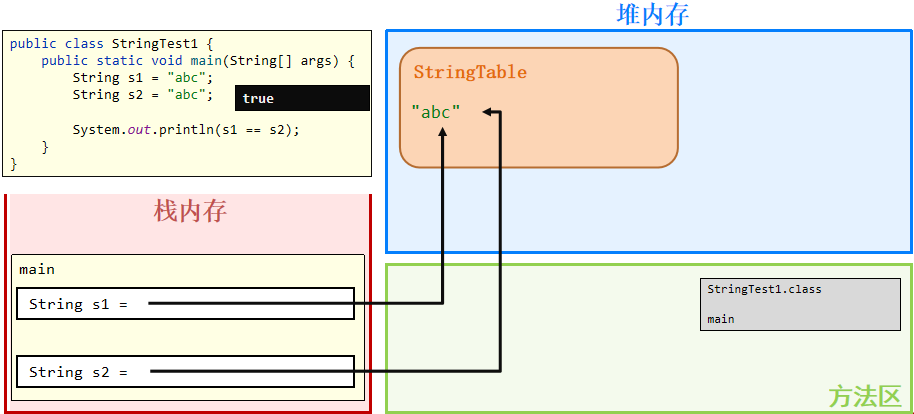 堆内存
public class StringTest1 {
    public static void main(String[] args) {
        String s1 = "abc";
        String s2 = "abc";
true
        System.out.println(s1 == s2);
    }
}
StringTable
"abc"
栈内存
main
String s1 =
String s2 =
StringTest1.class
main
方法区